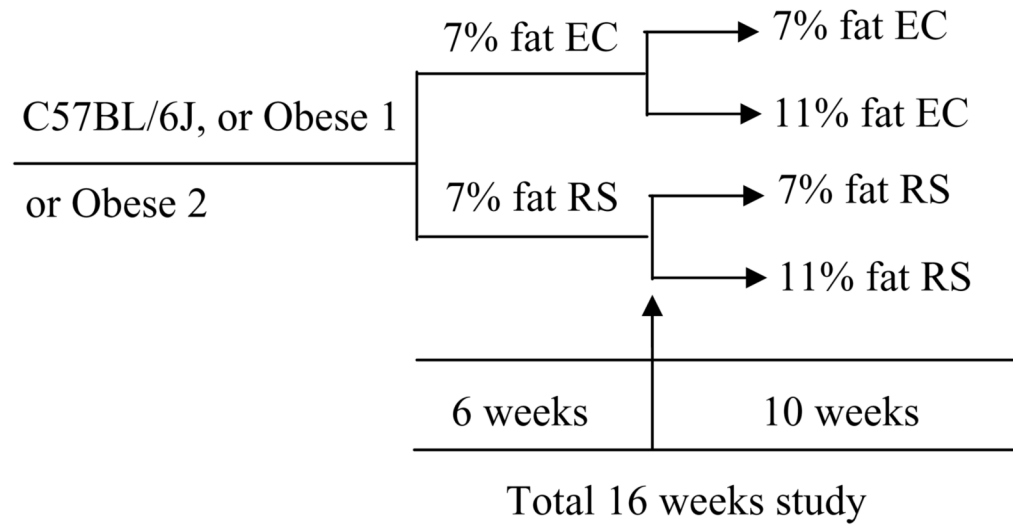 C57BL/6J, or Obese 1
or Obese 2
7% fat EC
7% fat RS
7% fat EC
11% fat EC
7% fat RS
11% fat RS
6 weeks
10 weeks
Total 16 weeks study